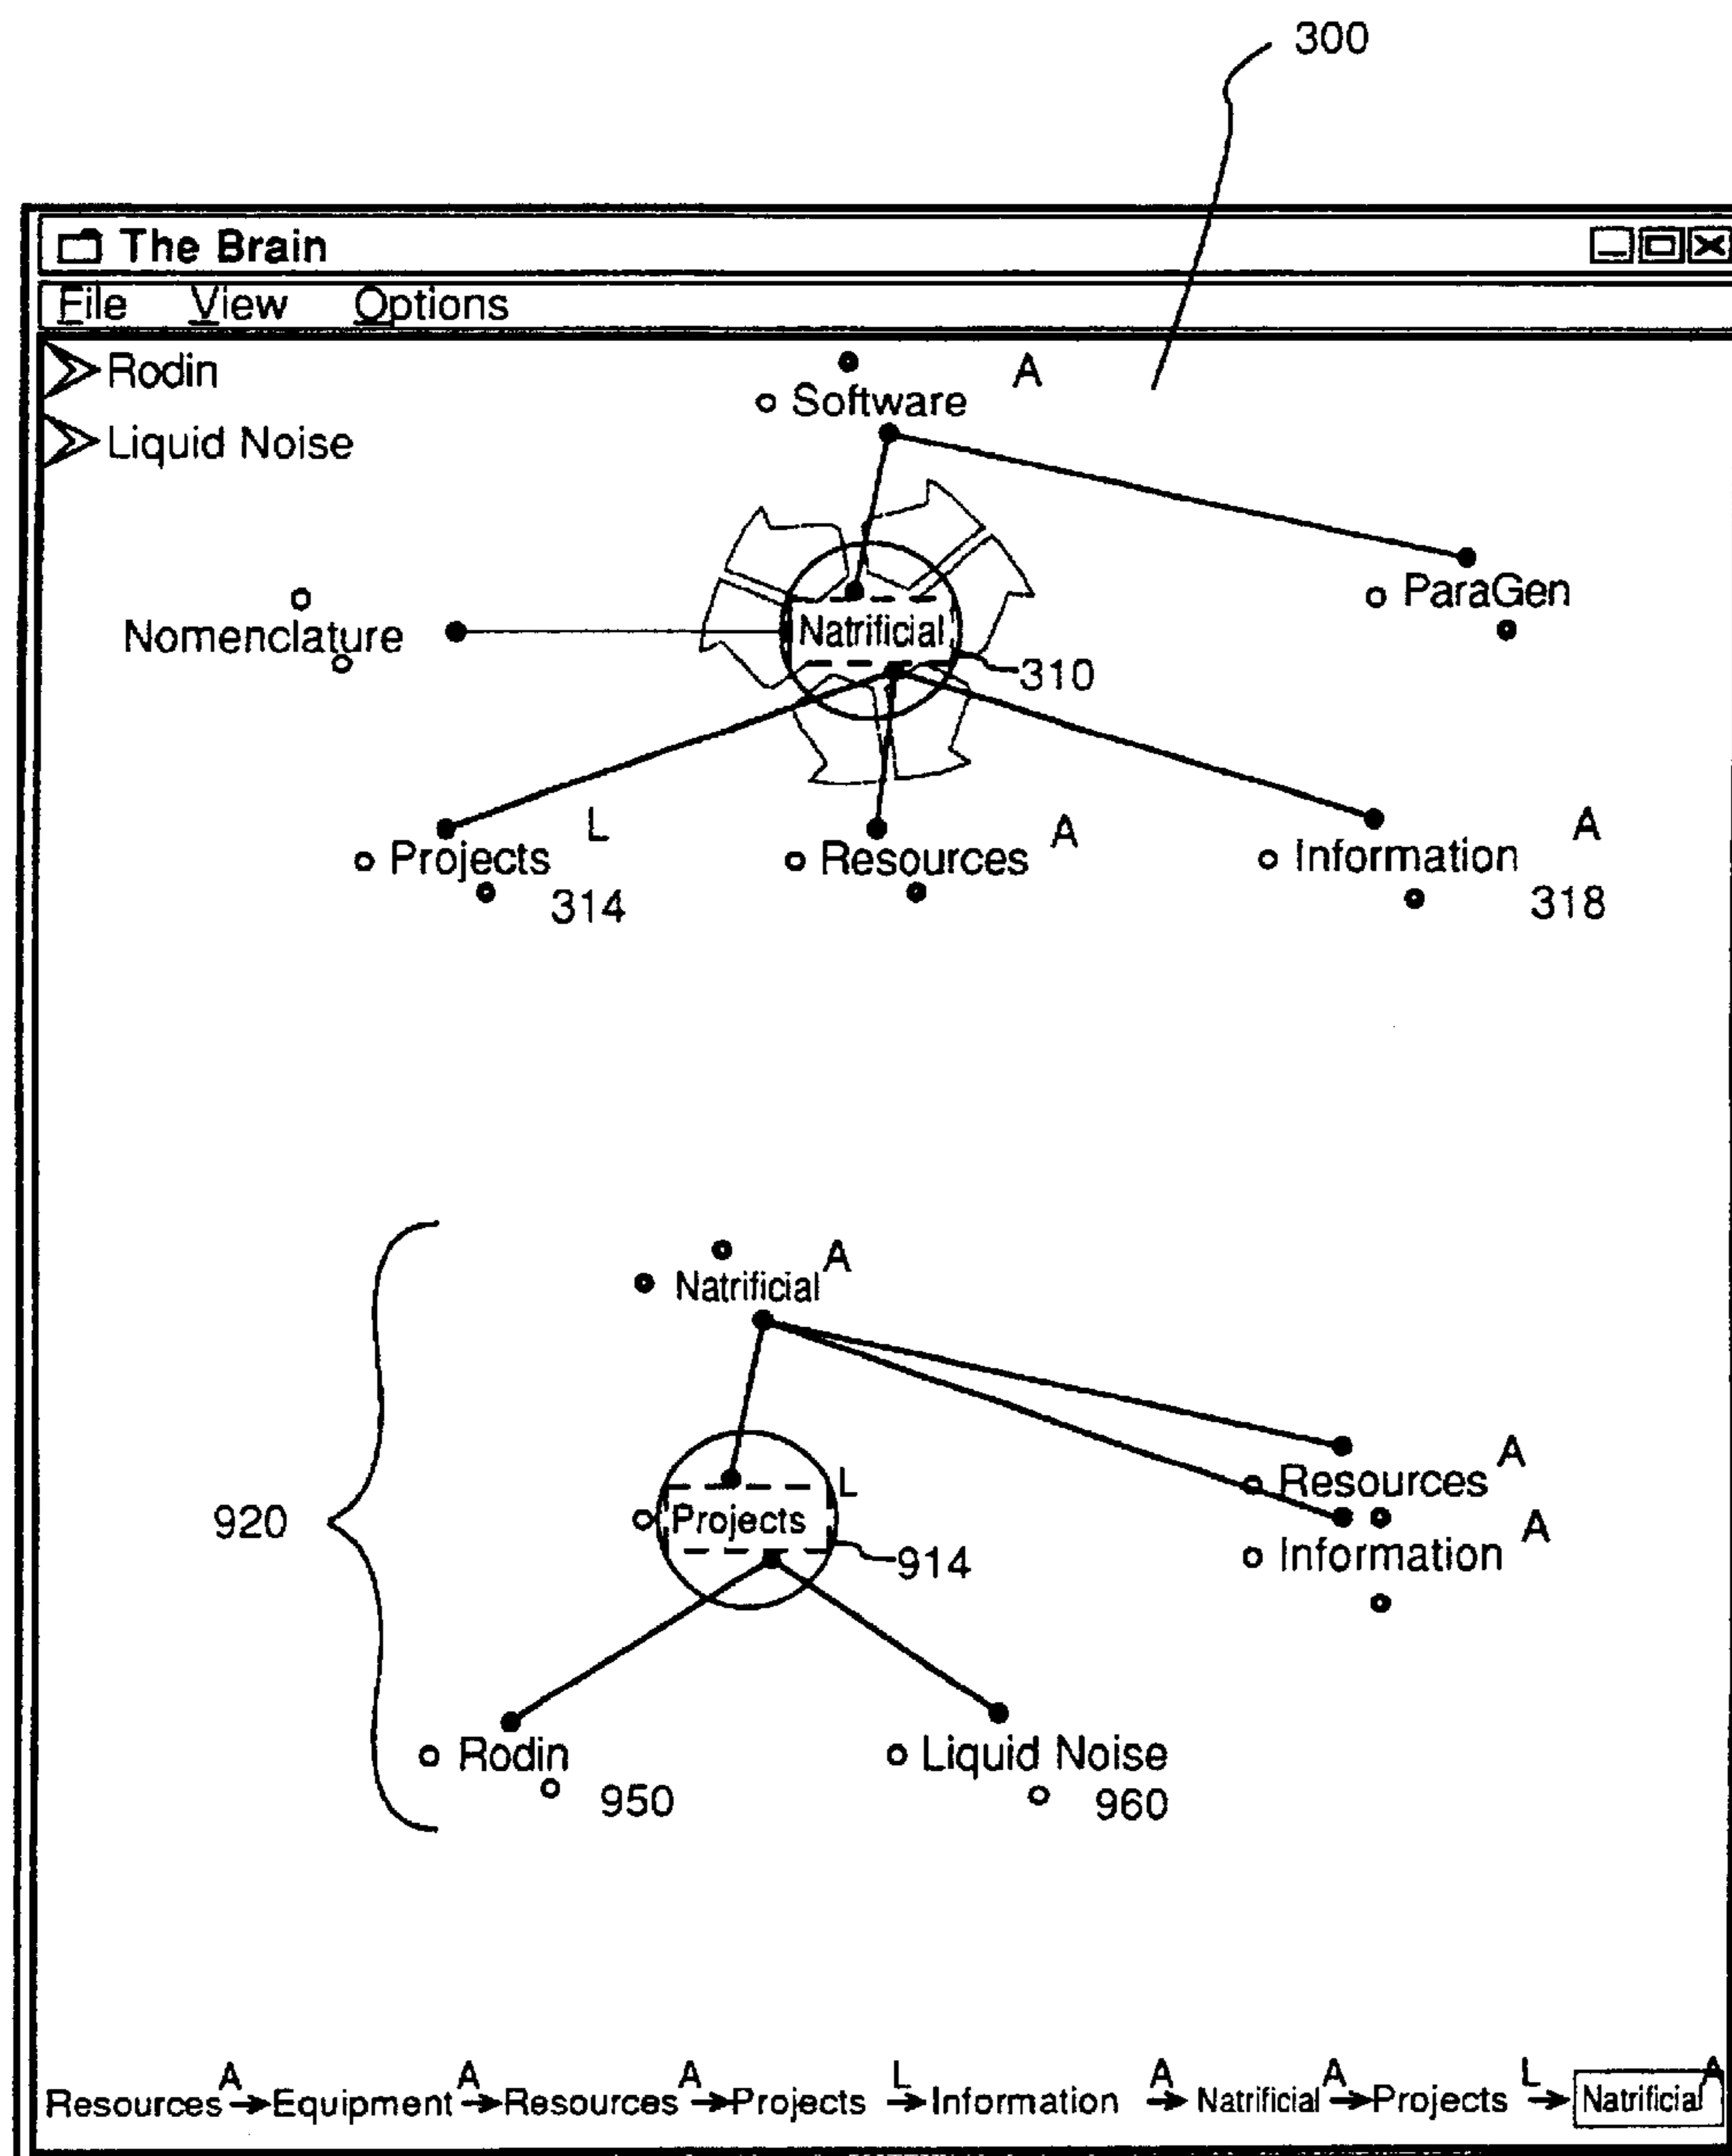 300
The Brain
File View Options
Rodin
Software A
Liquid Noise
ParaGen
Nomenclature
Natrificial
310
L A A
Projects Resources Information
314 318
Natrificial A
Resources A
Projects L
920
914
Information A
Rodin Liquid Noise
950 960
Resources A → Equipment A → Resources A → Projects L → Information A → Natrificial A → Projects L → Natrificial A